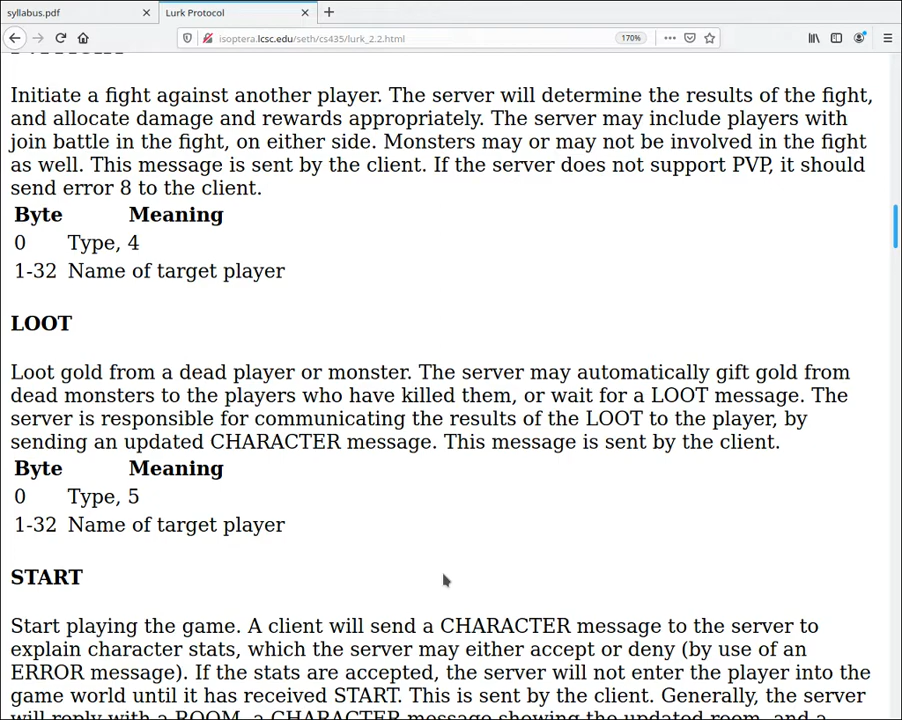 syllabus.pdf
Lurk Protocol
isoptera.lcsc.edu/seth/cs435/lurk_2.2.html
170%
Initiate a fight against another player. The server will determine the results of the fight,
and allocate damage and rewards appropriately. The server may include players with
join battle in the fight, on either side. Monsters may or may not be involved in the fight
as well. This message is sent by the client. If the server does not support PVP, it should
send error 8 to the client.
Byte Meaning
0 Type, 4
1-32 Name of target player
LOOT
Loot gold from a dead player or monster. The server may automatically gift gold from
dead monsters to the players who have killed them, or wait for a LOOT message. The
server is responsible for communicating the results of the LOOT to the player, by
sending an updated CHARACTER message. This message is sent by the client.
Byte Meaning
0 Type, 5
1-32 Name of target player
START
Start playing the game. A client will send a CHARACTER message to the server to
explain character stats, which the server may either accept or deny (by use of an
ERROR message). If the stats are accepted, the server will not enter the player into the
game world until it has received START. This is sent by the client. Generally, the server
will reply with a ROOM, a CHARACTER message showing the updated room, and a